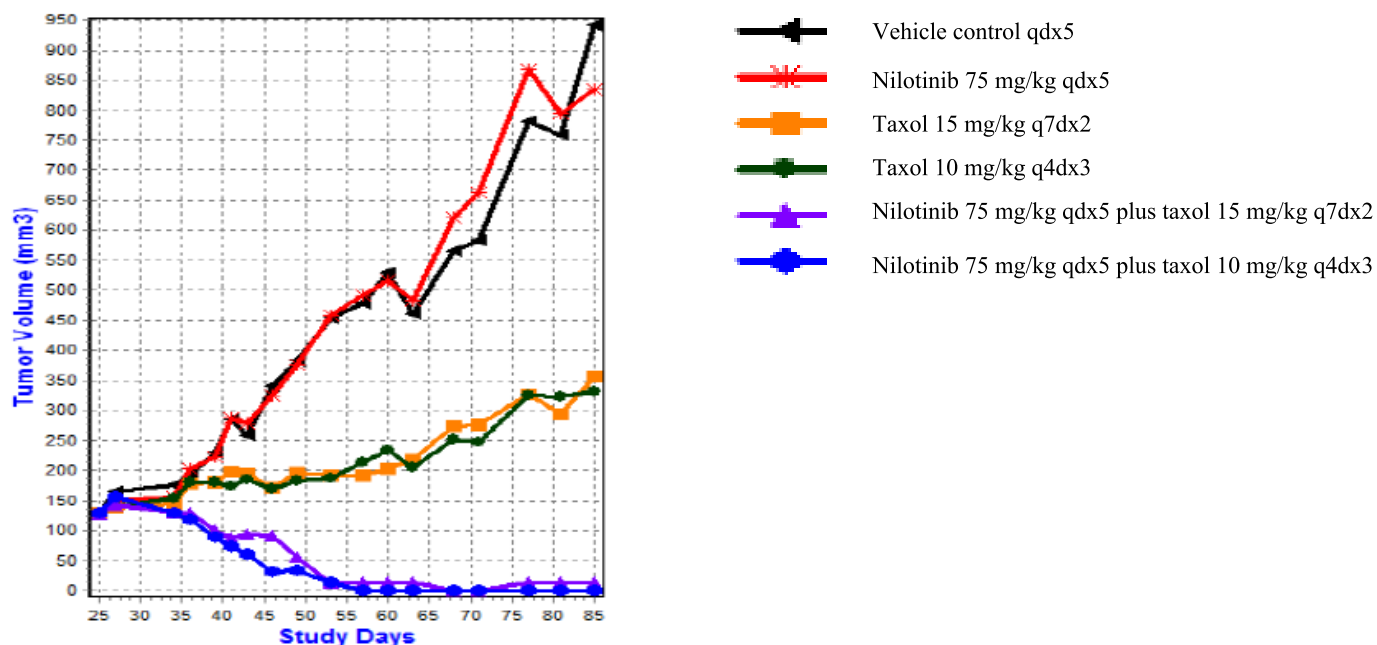 950
900
850
800
750
700
650
600
550
500
450
400
350
300
250
200
150
100
50
0
Tumor Volume (mm3)
25 30 35 40 45 50 55 60 65 70 75 80 85
Study Days
Vehicle control qdx5
Nilotinib 75 mg/kg qdx5
Taxol 15 mg/kg q7dx2
Taxol 10 mg/kg q4dx3
Nilotinib 75 mg/kg qdx5 plus taxol 15 mg/kg q7dx2
Nilotinib 75 mg/kg qdx5 plus taxol 10 mg/kg q4dx3